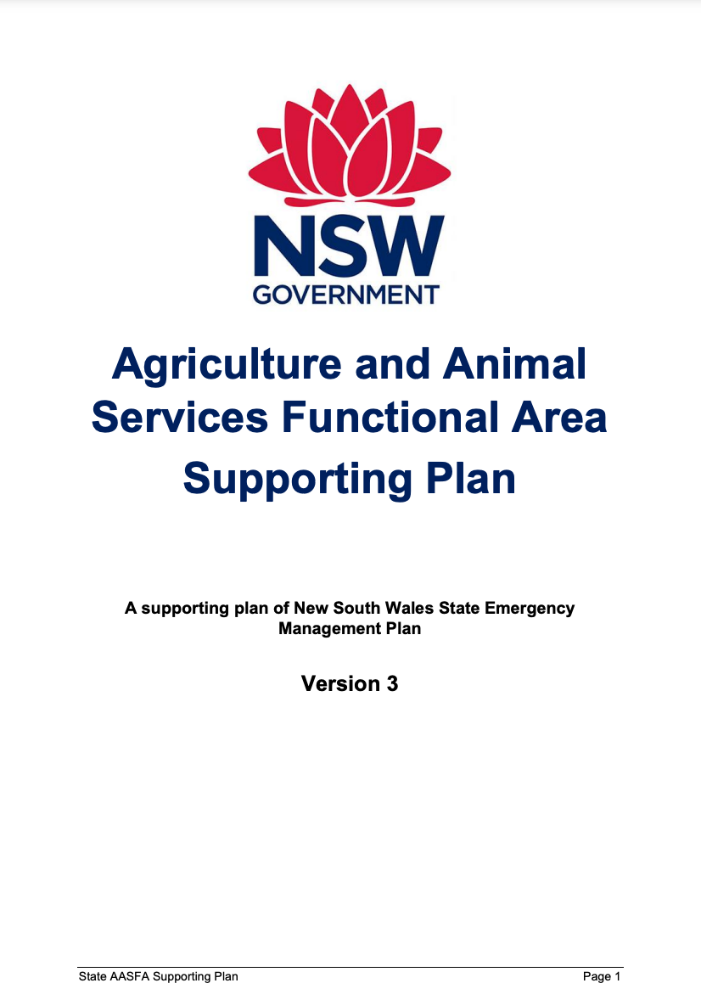 NSW
GOVERNMENT
Agriculture and Animal
Services Functional Area
Supporting Plan
A supporting plan of New South Wales State Emergency
Management Plan
Version 3
State AASFA Supporting Plan Page 1